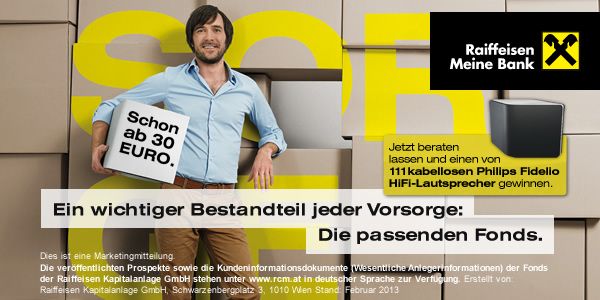 SOR
GE
Raiffeisen
Meine Bank
Schon
ab 30
EURO.
Jetzt beraten
lassen und einen von
111 kabellosen Philips Fidelio
HiFi-Lautsprecher gewinnen.
Ein wichtiger Bestandteil jeder Vorsorge:
Die passenden Fonds.
Dies ist eine Marketingmitteilung.
Die veröffentlichten Prospekte sowie die Kundeninformationsdokumente (Wesentliche Anlegerinformationen) der Fonds
der Raiffeisen Kapitalanlage GmbH stehen unter www.rcm.at in deutscher Sprache zur Verfügung. Erstellt von:
Raiffeisen Kapitalanlage GmbH, Schwarzenbergplatz 3, 1010 Wien Stand: Februar 2013